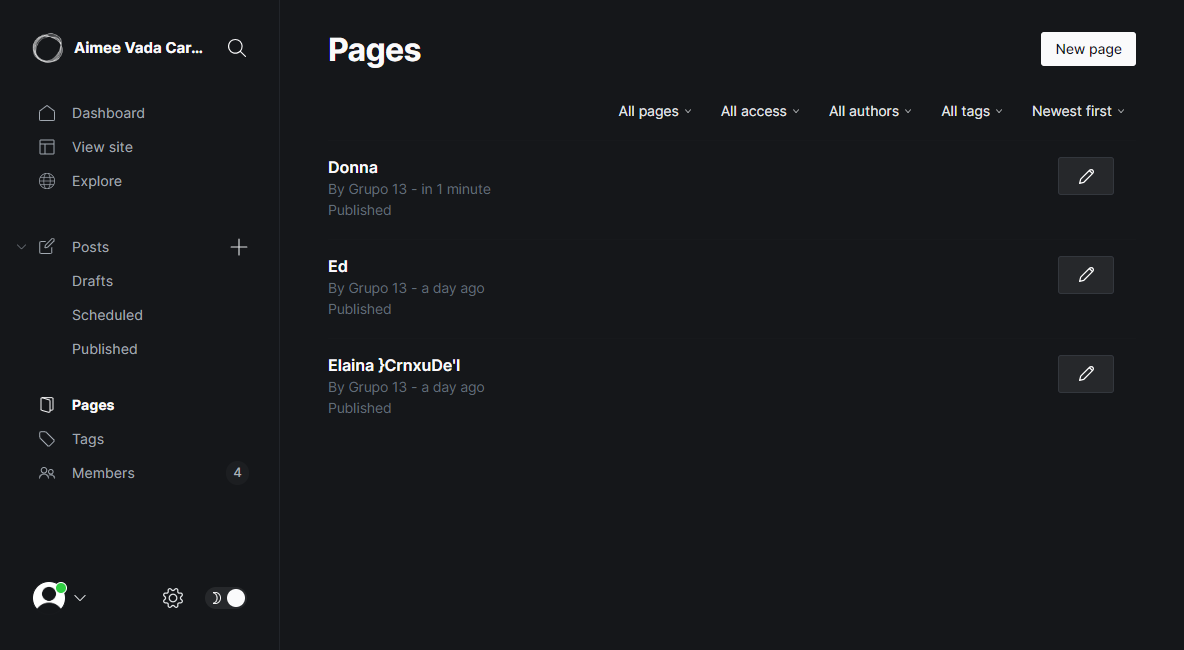 Aimee Vada Car...
Dashboard
View site
Explore
Posts
Drafts
Scheduled
Published
Pages
Tags
Members 4
Pages
New page
All pages All access All authors All tags Newest first
Donna
By Grupo 13 - in 1 minute
Published
Ed
By Grupo 13 - a day ago
Published
Elaina }CrnxuDe'l
By Grupo 13 - a day ago
Published